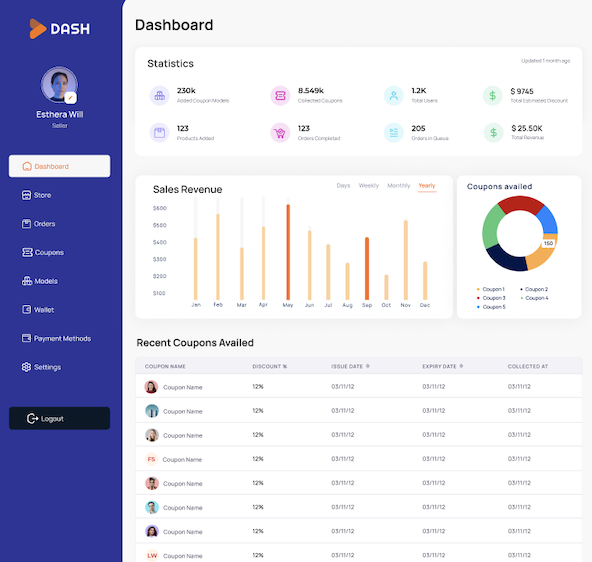 DASH
Esthera Will
Seller
Dashboard
Store
Orders
Coupons
Models
Wallet
Payment Methods
Settings
Logout
Dashboard
Statistics
Updated 1 month ago
230k
Added Coupon Models
8.549k
Collected Coupons
1.2K
Total Users
$ 9745
Total Estimated Discount
123
Products Added
123
Orders Completed
205
Orders in Queue
$ 25.50K
Total Revenue
Sales Revenue
Days Weekly Monthly Yearly
$600
$500
$400
$300
$200
$100
Jan Feb Mar Apr May Jun Jul Aug Sep Oct Nov Dac
Coupons availed
150
Coupon 1 Coupon 2
Coupon 3 Coupon 4
Coupon 5
Recent Coupons Availed
COUPON NAME DISCOUNT % ISSUE DATE EXPIRY DATE COLLECTED AT
Coupon Name 12% 03/11/12 03/11/12 03/11/12
Coupon Name 12% 03/11/12 03/11/12 03/11/12
Coupon Name 12% 03/11/12 03/11/12 03/11/12
FS Coupon Name 12% 03/11/12 03/11/12 03/11/12
Coupon Name 12% 03/11/12 03/11/12 03/11/12
Coupon Name 12% 03/11/12 03/11/12 03/11/12
Coupon Name 12% 03/11/12 03/11/12 03/11/12
LW Coupon Name 12% 03/11/12 03/11/12 03/11/12